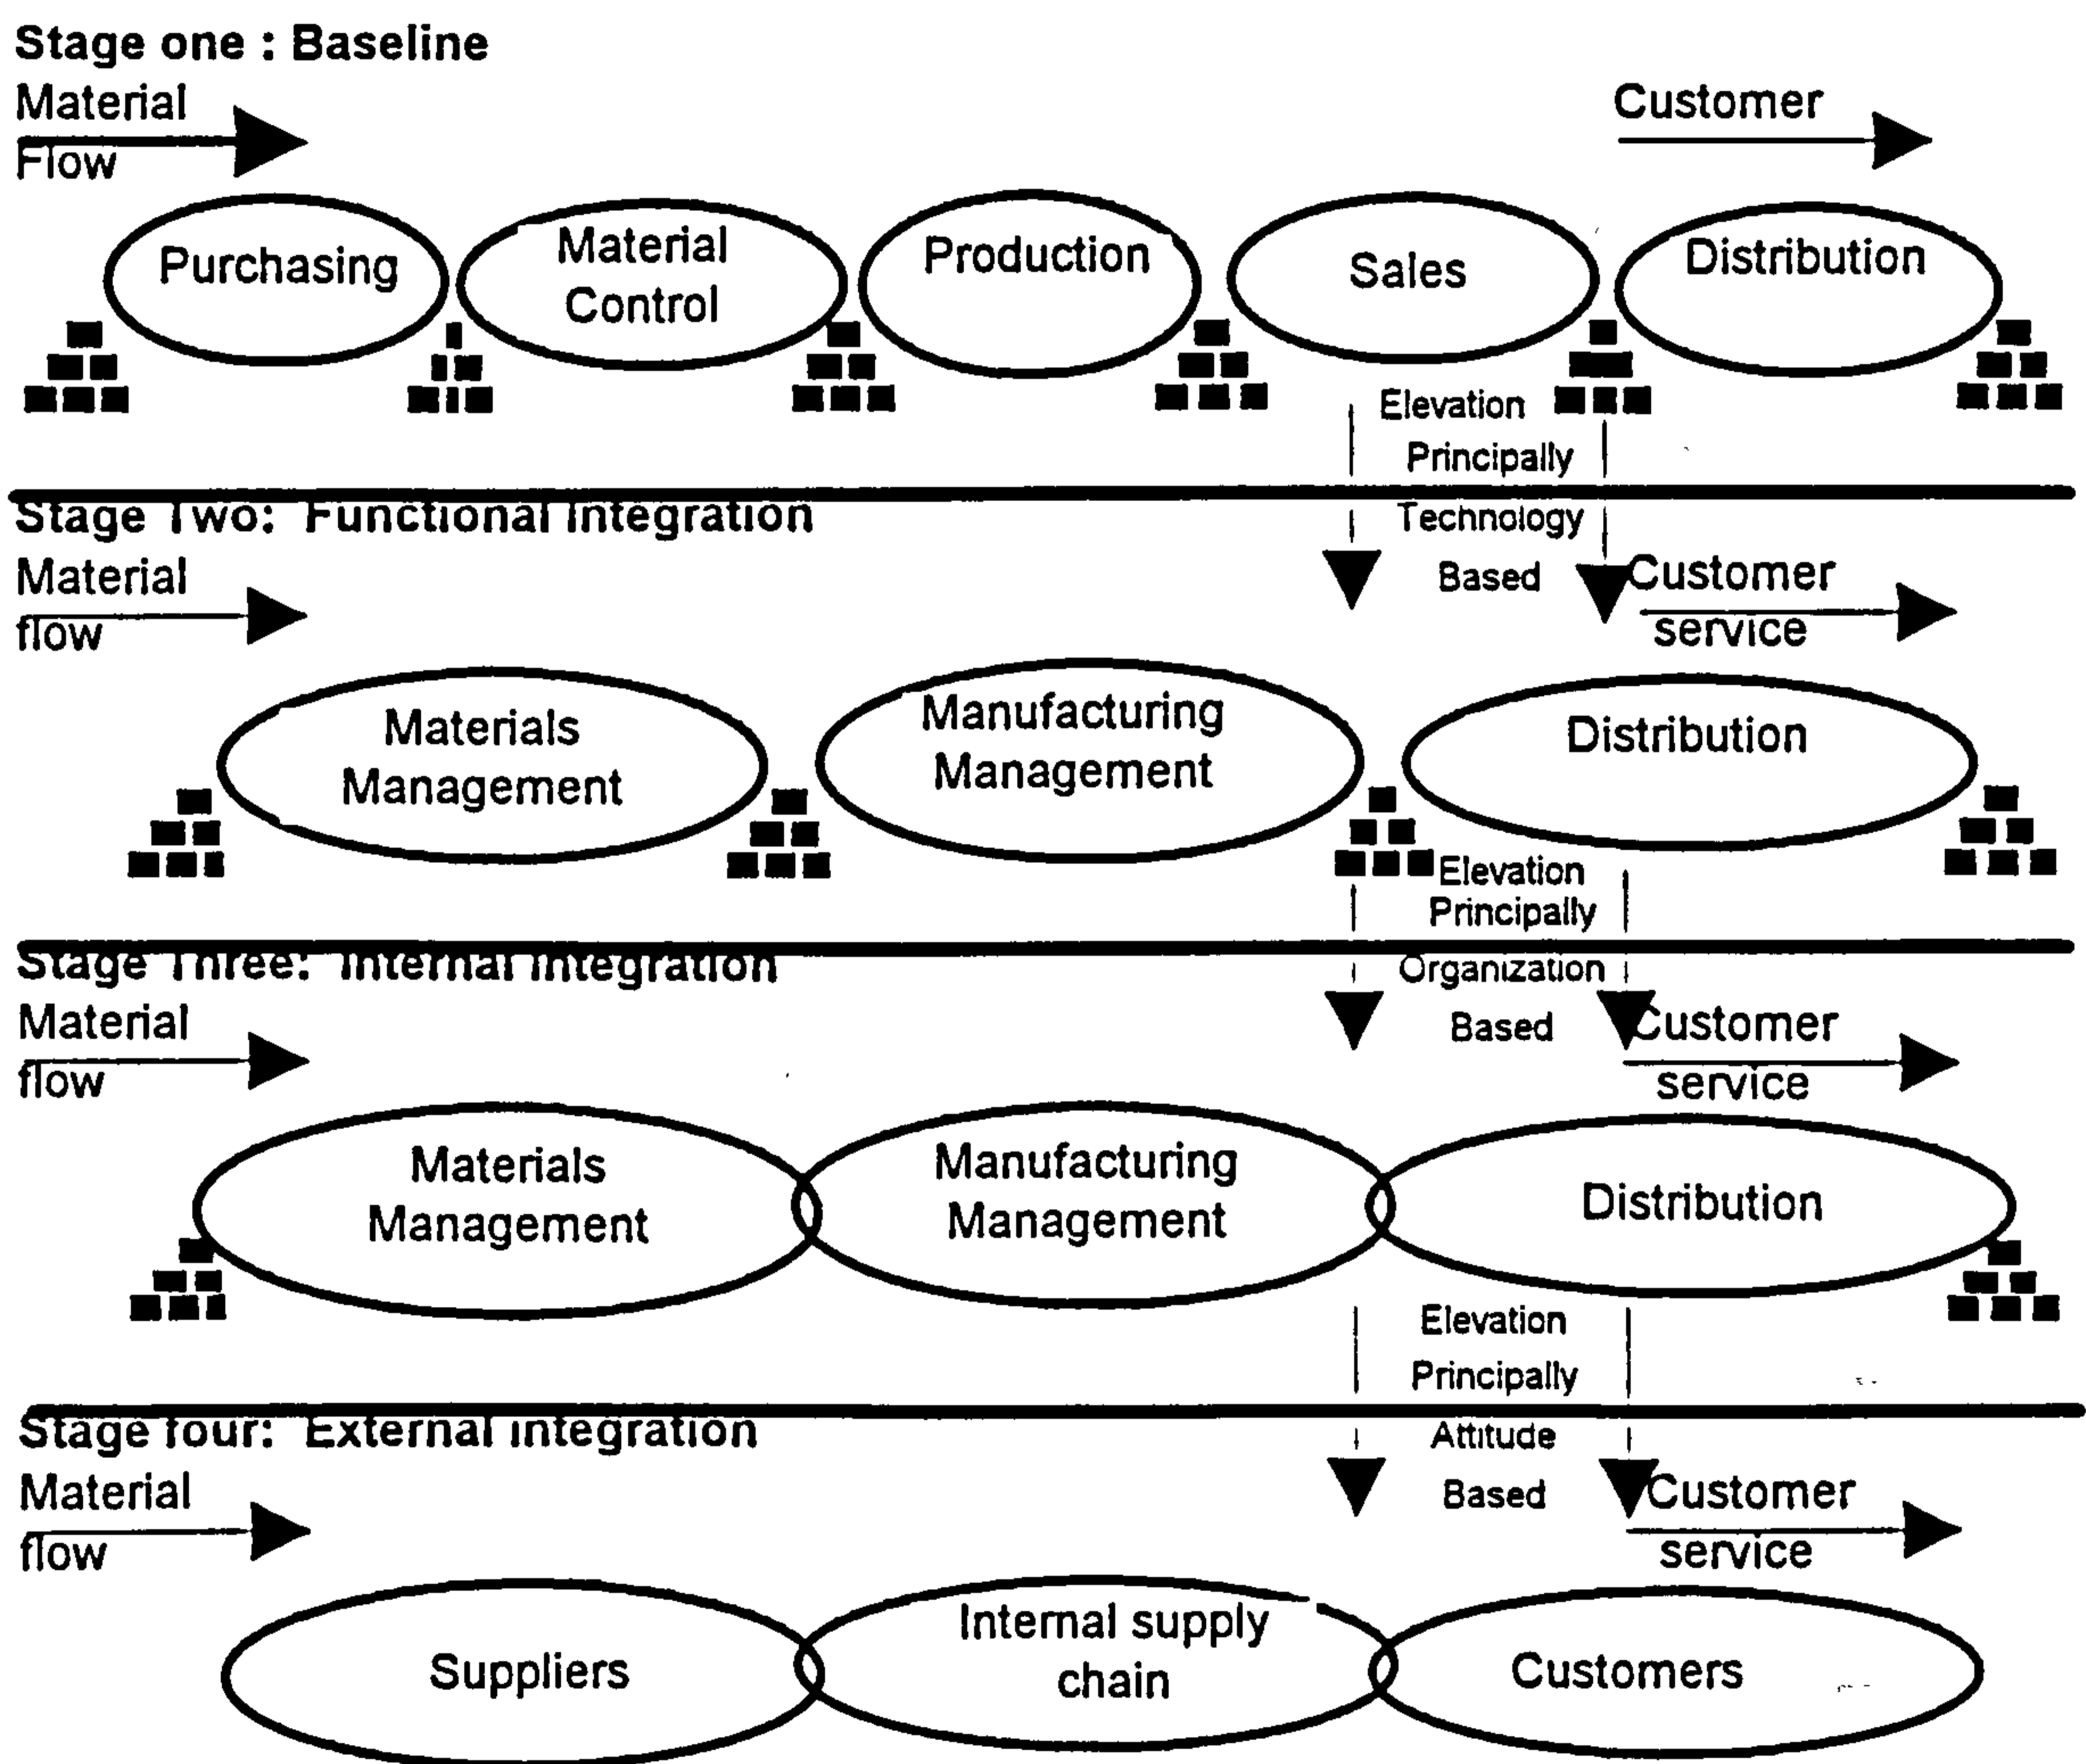 Stage one : Baseline
Material
Flow
Customer
Purchasing
Material
Control
Production
Sales
Distribution
Elevation
Principally
Stage Two: Functional Integration
Technology
Based
Material
flow
Customer
service
Materials
Management
Manufacturing
Management
Distribution
Elevation
Principally
Stage Three: Internal Integration
Organization
Based
Material
flow
Customer
service
Materials
Management
Manufacturing
Management
Distribution
Elevation
Principally
Stage four: External integration
Attitude
Based
Material
flow
Customer
service
Suppliers
Internal supply
chain
Customers